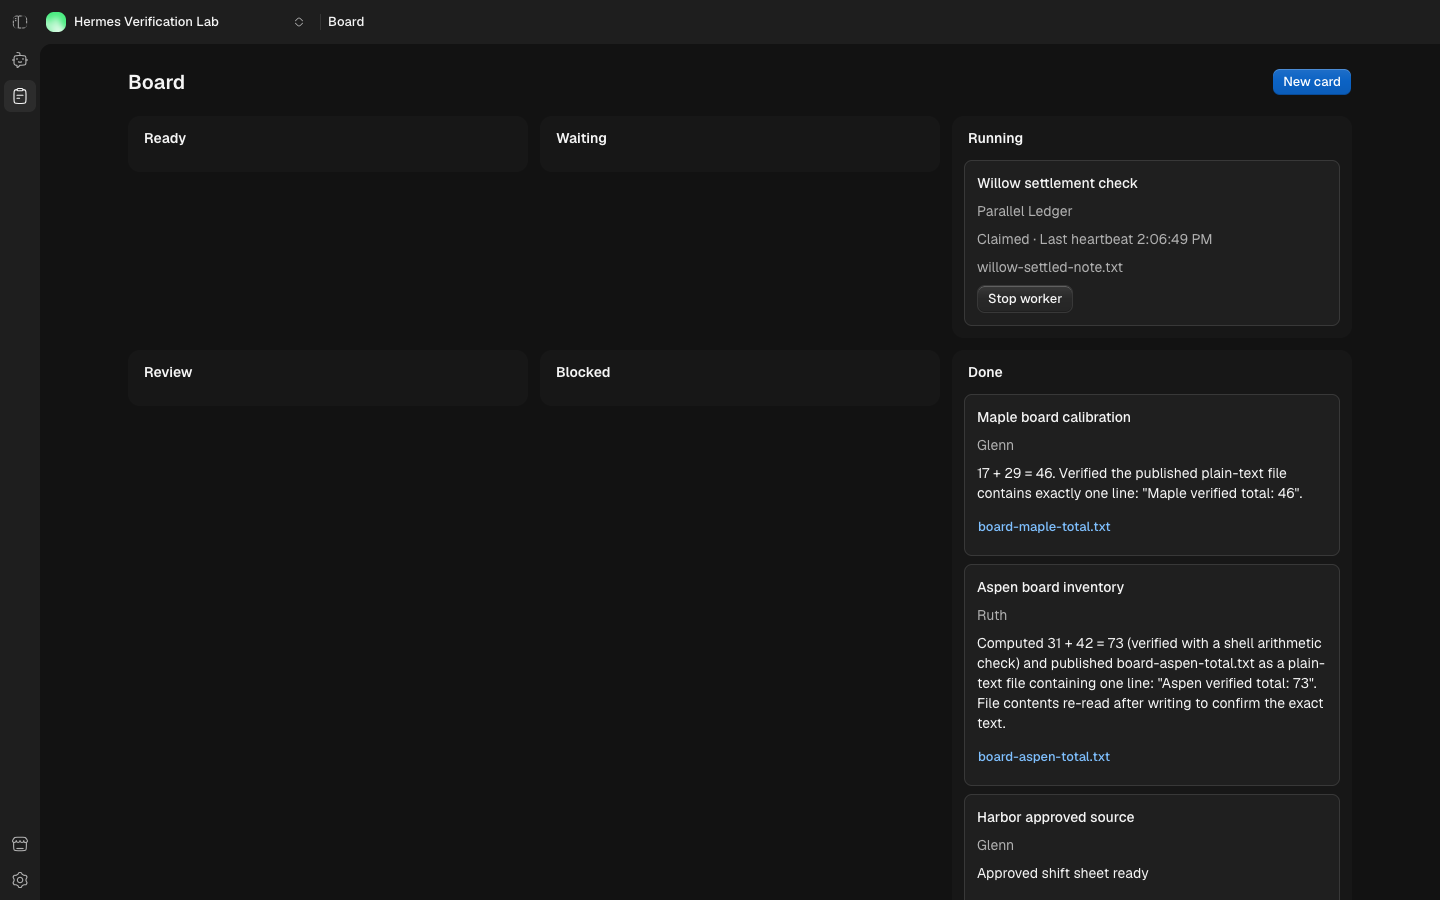 Hermes Verification Lab
Board
Board
New card
Ready
Waiting
Running
Willow settlement check
Parallel Ledger
Claimed · Last heartbeat 2:06:49 PM
willow-settled-note.txt
Stop worker
Review
Blocked
Done
Maple board calibration
Glenn
17 + 29 = 46. Verified the published plain-text file
contains exactly one line: "Maple verified total: 46".
board-maple-total.txt
Aspen board inventory
Ruth
Computed 31 + 42 = 73 (verified with a shell arithmetic
check) and published board-aspen-total.txt as a plain-
text file containing one line: "Aspen verified total: 73".
File contents re-read after writing to confirm the exact
text.
board-aspen-total.txt
Harbor approved source
Glenn
Approved shift sheet ready